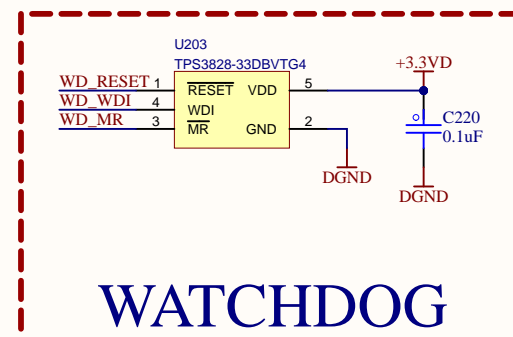 U203
TPS3828-33DBVTG4
+3.3VD
WD_RESET 1 RESET VDD 5
WD_WDI 4 WDI
WD_MR 3 MR GND 2
C220
0.1uF
DGND
DGND
WATCHDOG